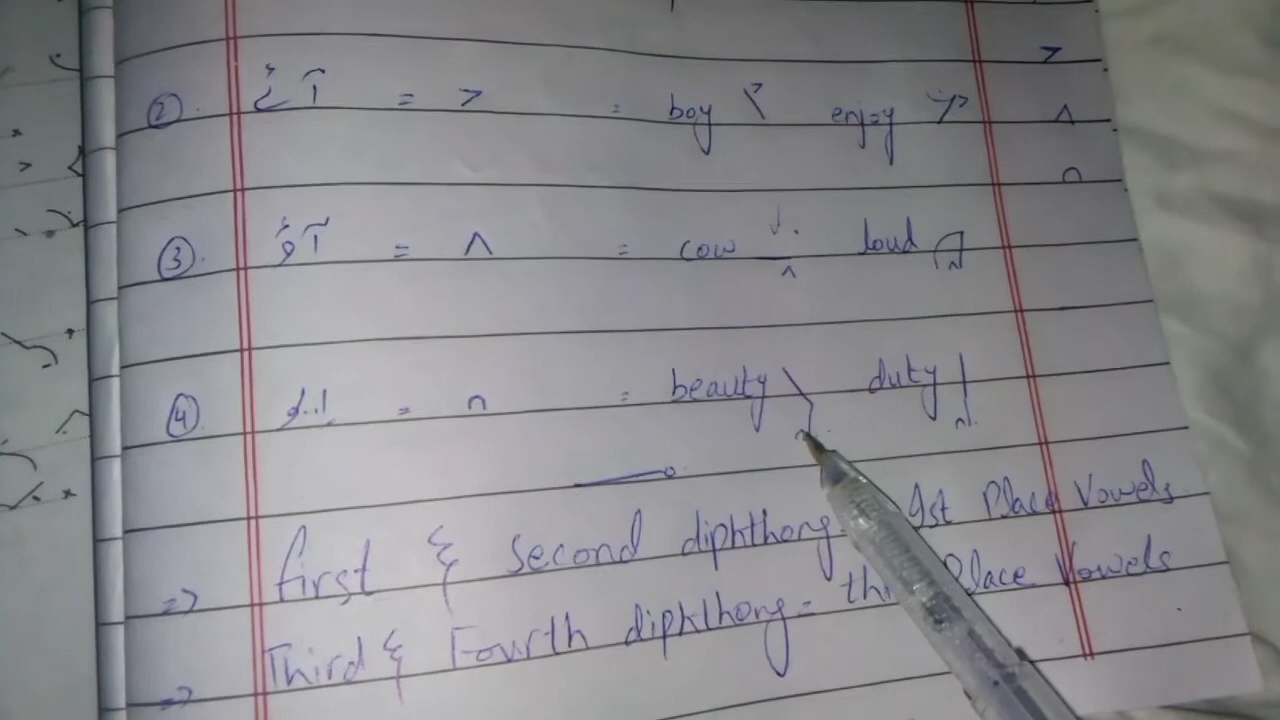 ② آئے = > = boy enjoy >
③ آؤ = ʌ = cow loud ʌ
④ = ∩ = beauty duty ∩
=> first & Second diphthong 1st Place Vowels
=> Third & Fourth diphthong = Place Vowels